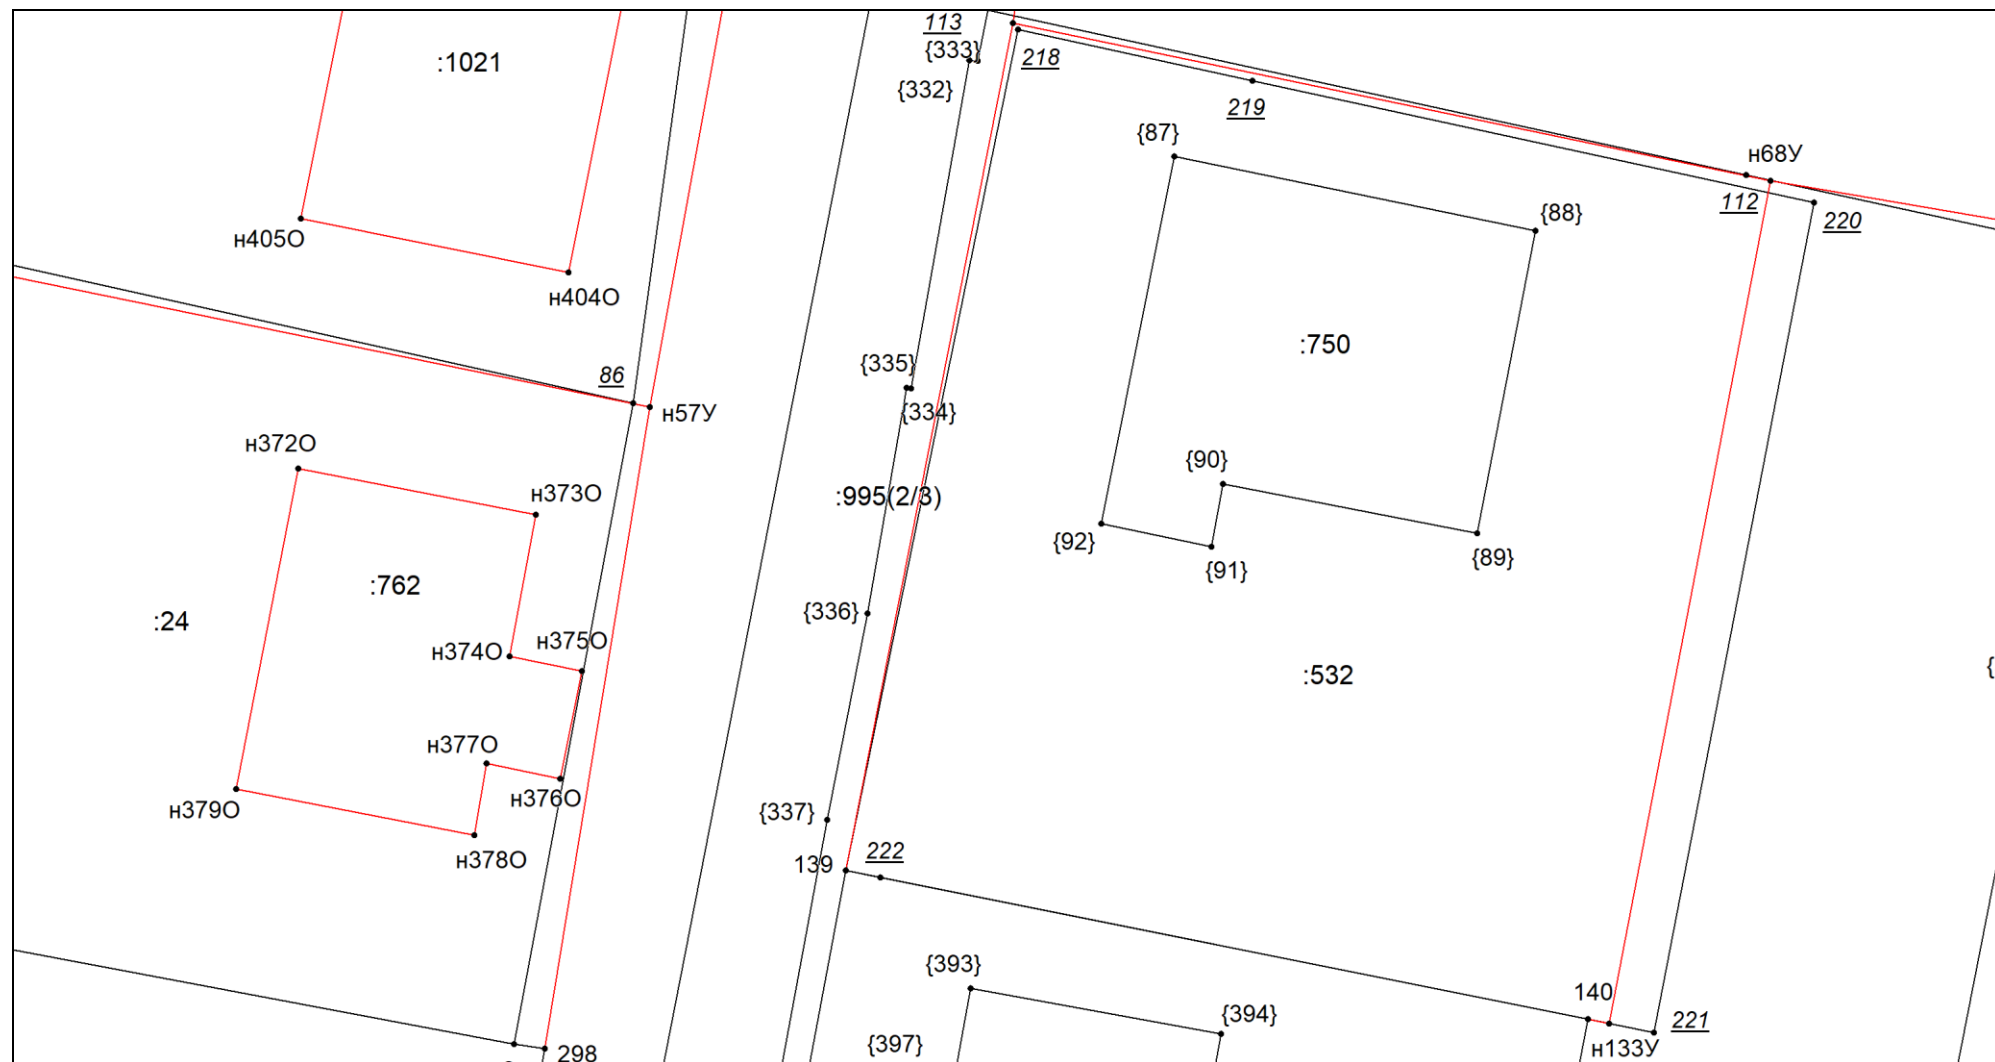 113
{333}
:1021
218
{332}
219
{87}
н68У
112
{88}
220
н405О
н404О
:750
{335}
86
{334}
н57У
н372О
{90}
н373О
:995(2/3)
{92}
{91}
{89}
:762
{336}
:24
н375О
н374О
:532
{
н377О
н376О
н379О
{337}
222
н378О
139
{393}
140
{394}
221
{397}
н133У
298